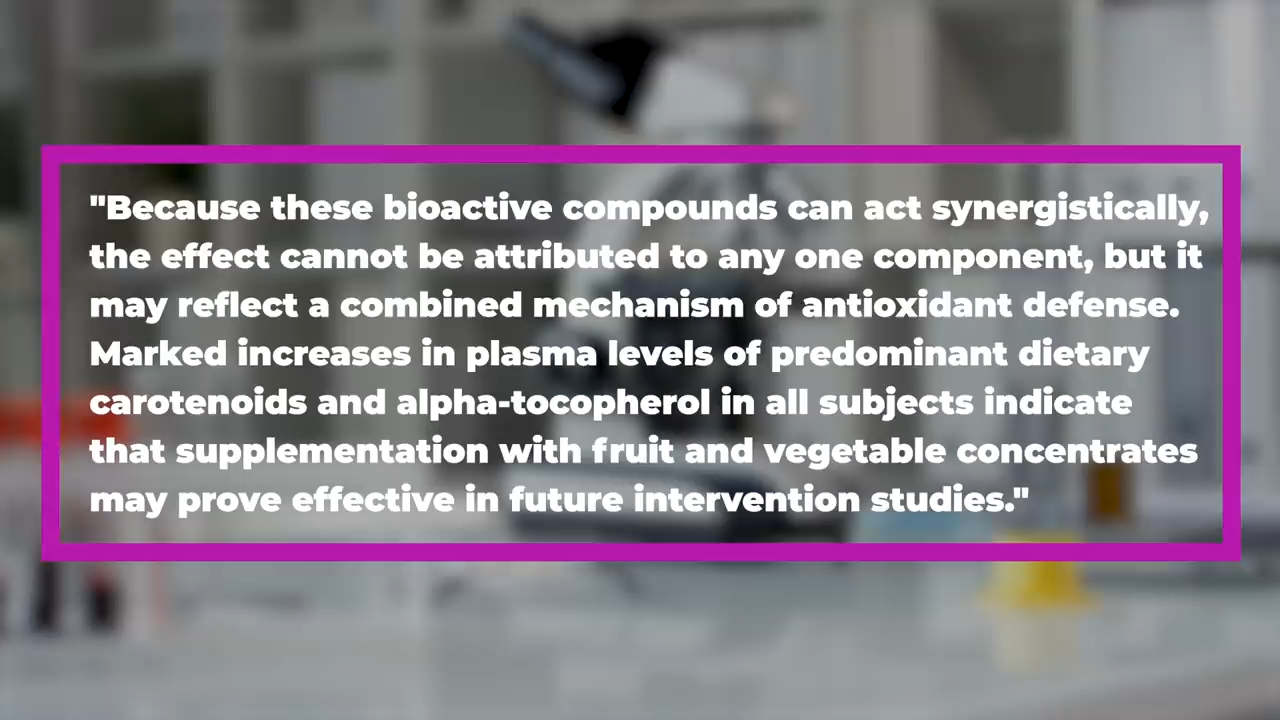 "Because these bioactive compounds can act synergistically,
the effect cannot be attributed to any one component, but it
may reflect a combined mechanism of antioxidant defense.
Marked increases in plasma levels of predominant dietary
carotenoids and alpha-tocopherol in all subjects indicate
that supplementation with fruit and vegetable concentrates
may prove effective in future intervention studies."